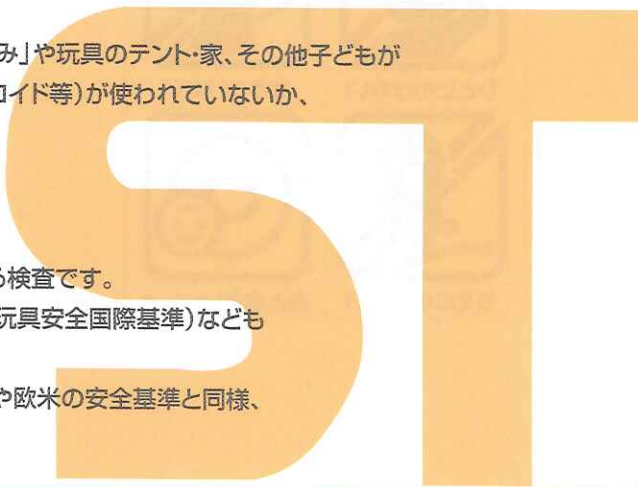 み」や玩具のテント・家、その他子どもが
ロイド等)が使われていないか、
ST
る検査です。
玩具安全国際基準)なども
や欧米の安全基準と同様、